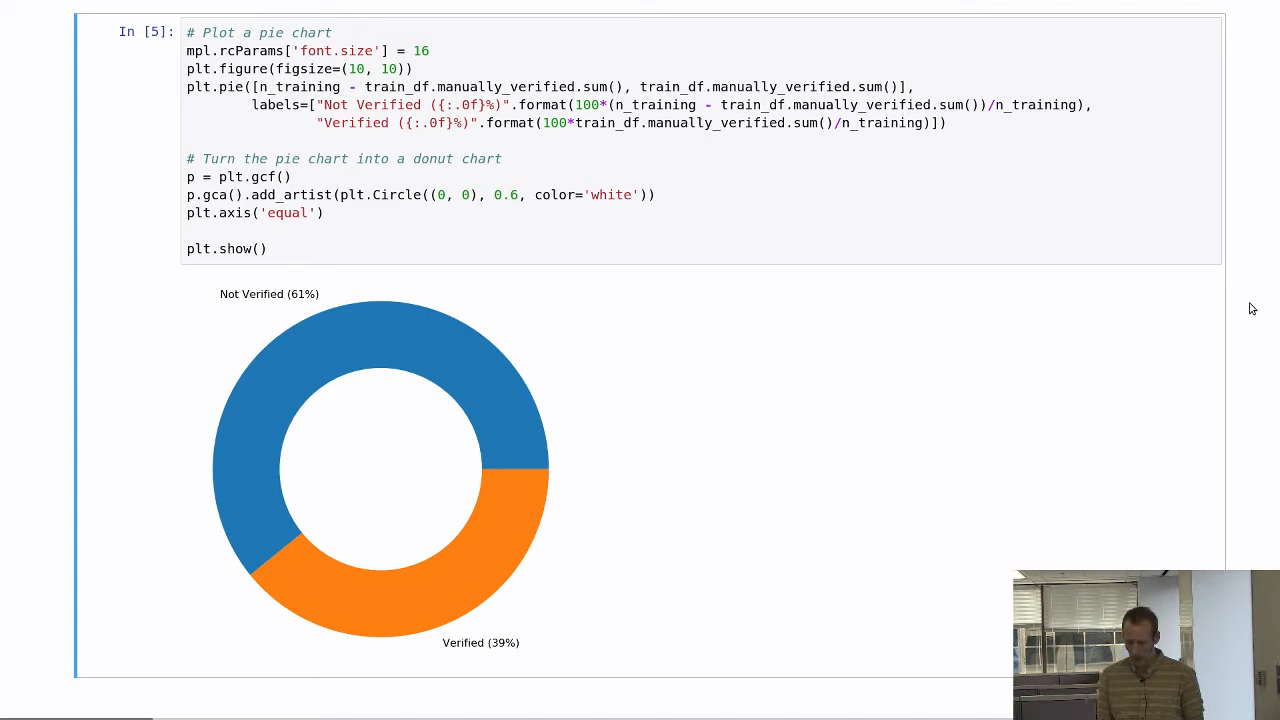 In [5]:
# Plot a pie chart
mpl.rcParams['font.size'] = 16
plt.figure(figsize=(10, 10))
plt.pie([n_training - train_df.manually_verified.sum(), train_df.manually_verified.sum()],
        labels=["Not Verified ({:.0f}%)".format(100*(n_training - train_df.manually_verified.sum())/n_training),
                "Verified ({:.0f}%)".format(100*train_df.manually_verified.sum()/n_training)])
# Turn the pie chart into a donut chart
p = plt.gcf()
p.gca().add_artist(plt.Circle((0, 0), 0.6, color='white'))
plt.axis('equal')
plt.show()
Not Verified (61%)
Verified (39%)